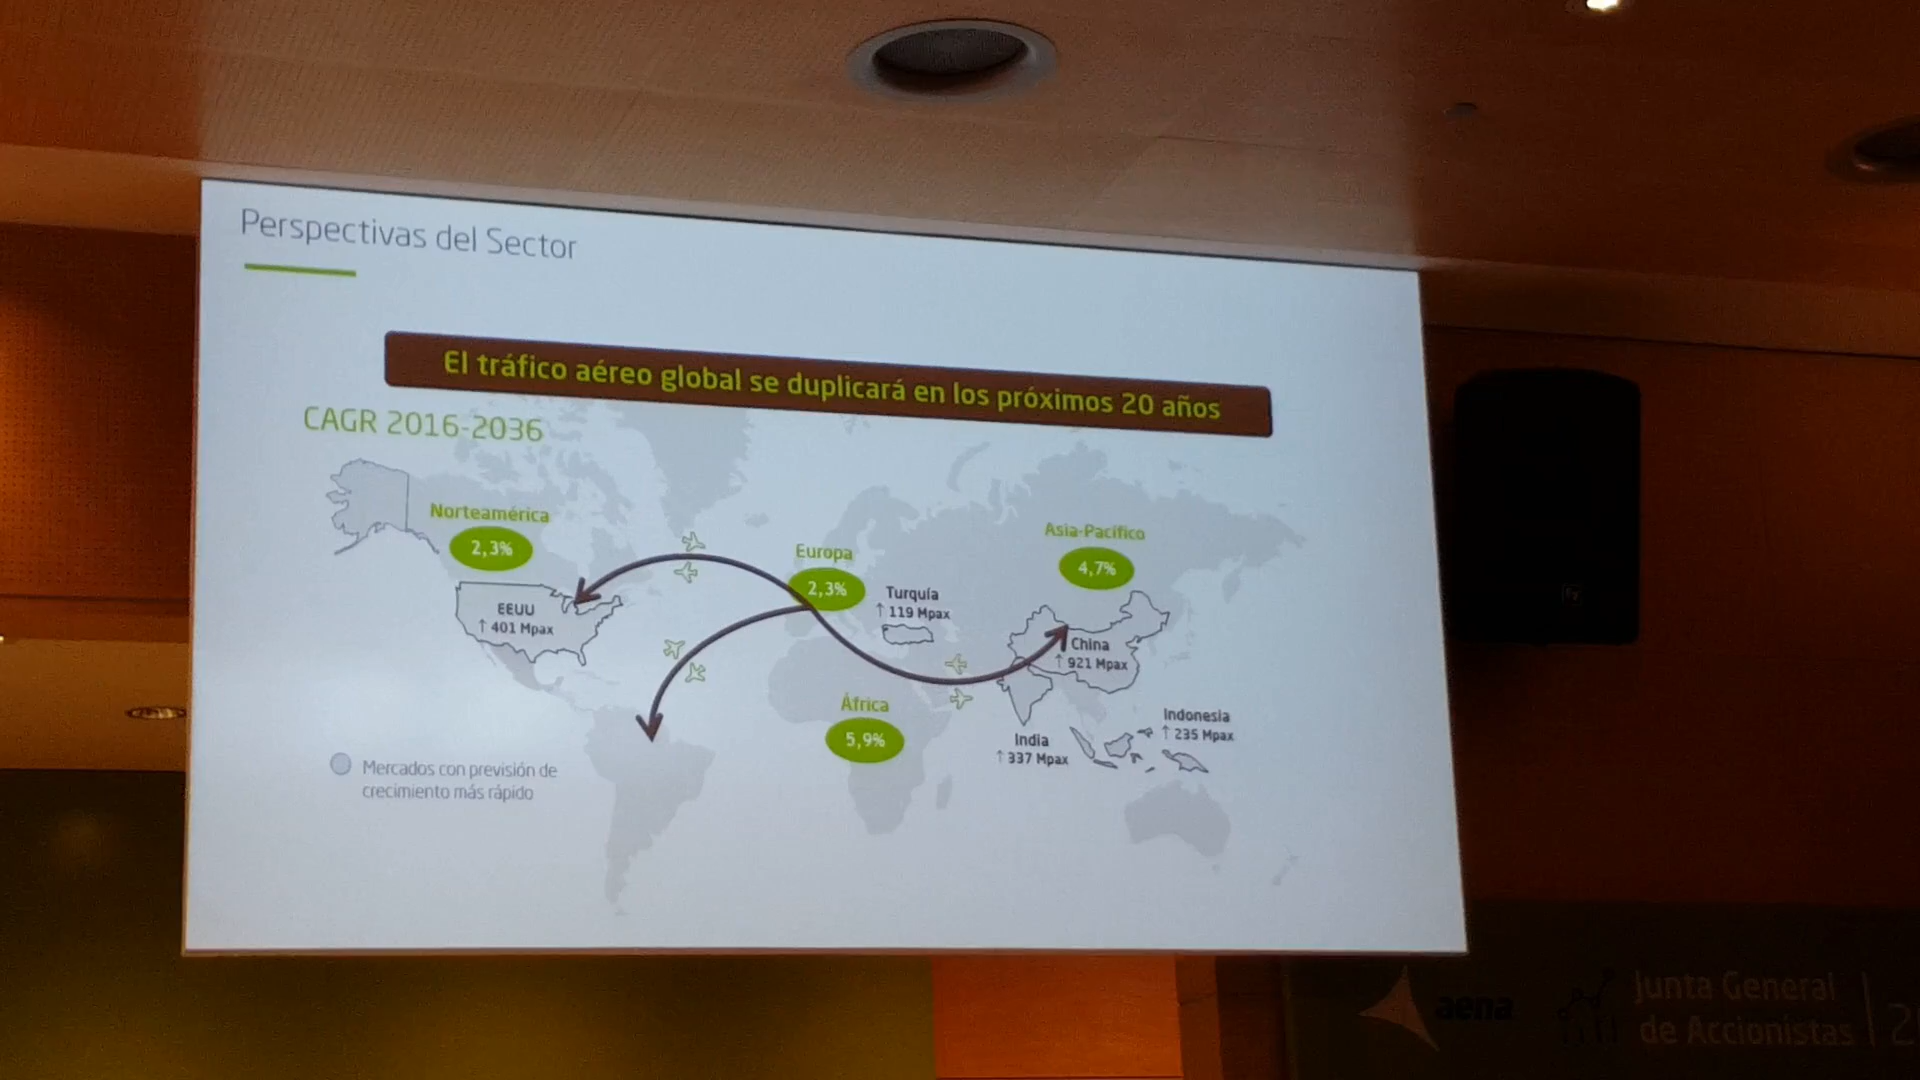 Perspectivas del Sector
El tráfico aéreo global se duplicará en los próximos 20 años
CAGR 2016-2036
Norteamérica
2,3%
EEUU
↑ 401 Mpax
Europa
2,3%
Turquía
↑ 119 Mpax
Asia-Pacífico
4,7%
China
↑ 921 Mpax
África
5,9%
India
↑ 337 Mpax
Indonesia
↑ 235 Mpax
Mercados con previsión de
crecimiento más rápido
aena
Junta General
de Accionistas